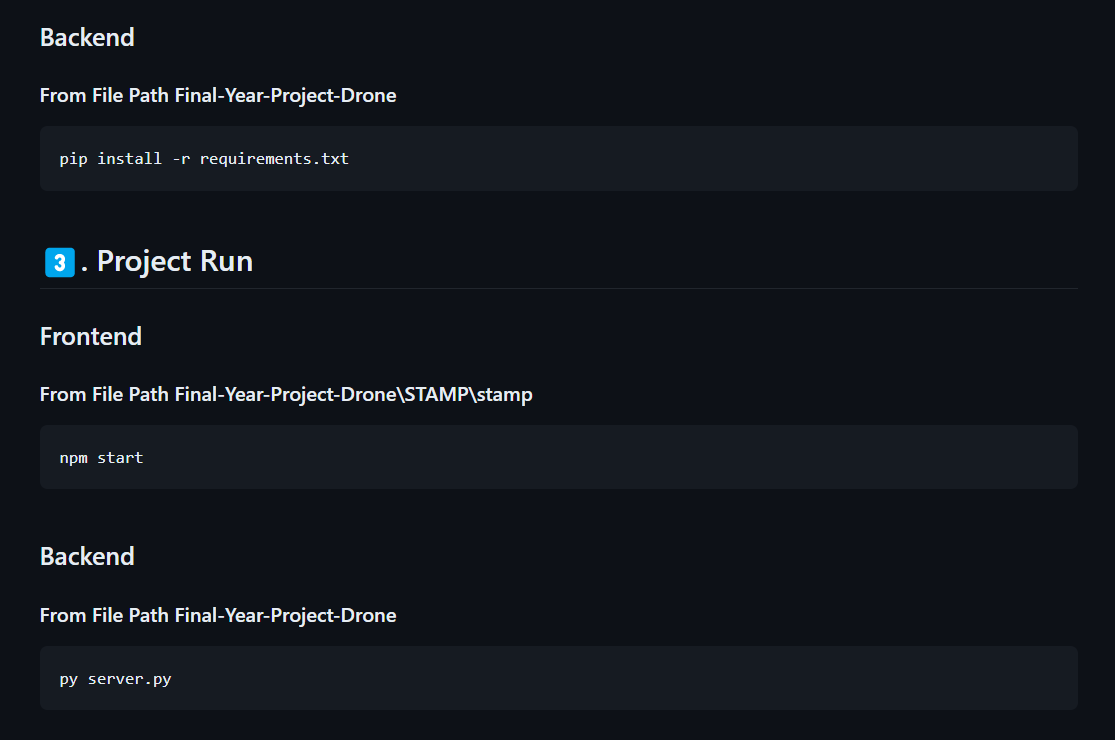 Backend
From File Path Final-Year-Project-Drone
pip install -r requirements.txt
3️⃣. Project Run
Frontend
From File Path Final-Year-Project-Drone\STAMP\stamp
npm start
Backend
From File Path Final-Year-Project-Drone
py server.py